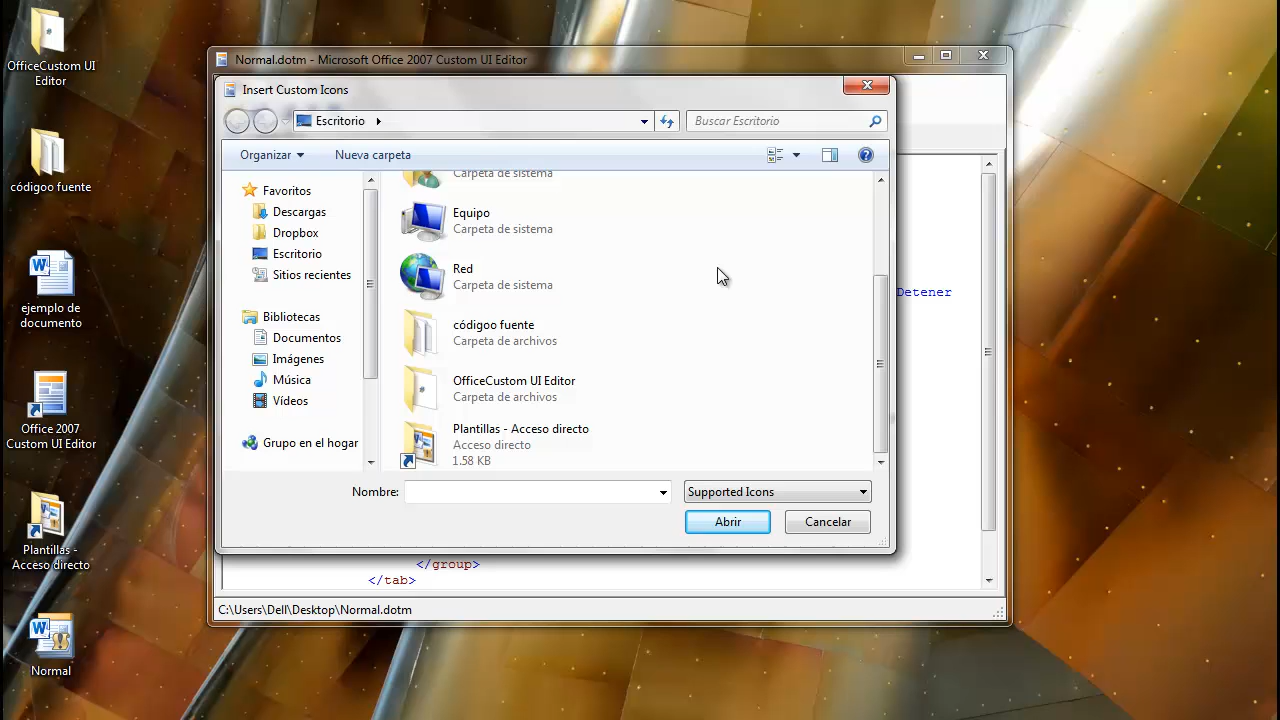 OfficeCustom UI
Editor
códigoo fuente
ejemplo de
documento
Office 2007
Custom UI Editor
Plantillas -
Acceso directo
Normal
Normal.dotm - Microsoft Office 2007 Custom UI Editor
Insert Custom Icons
Escritorio
Buscar Escritorio
Organizar
Nueva carpeta
Favoritos
Descargas
Dropbox
Escritorio
Sitios recientes
Bibliotecas
Documentos
Imágenes
Música
Vídeos
Grupo en el hogar
Carpeta de sistema
Equipo
Carpeta de sistema
Red
Carpeta de sistema
códigoo fuente
Carpeta de archivos
OfficeCustom UI Editor
Carpeta de archivos
Plantillas - Acceso directo
Acceso directo
1.58 KB
Nombre:
Supported Icons
Abrir
Cancelar
Detener
</group>
</tab>
C:\Users\Dell\Desktop\Normal.dotm